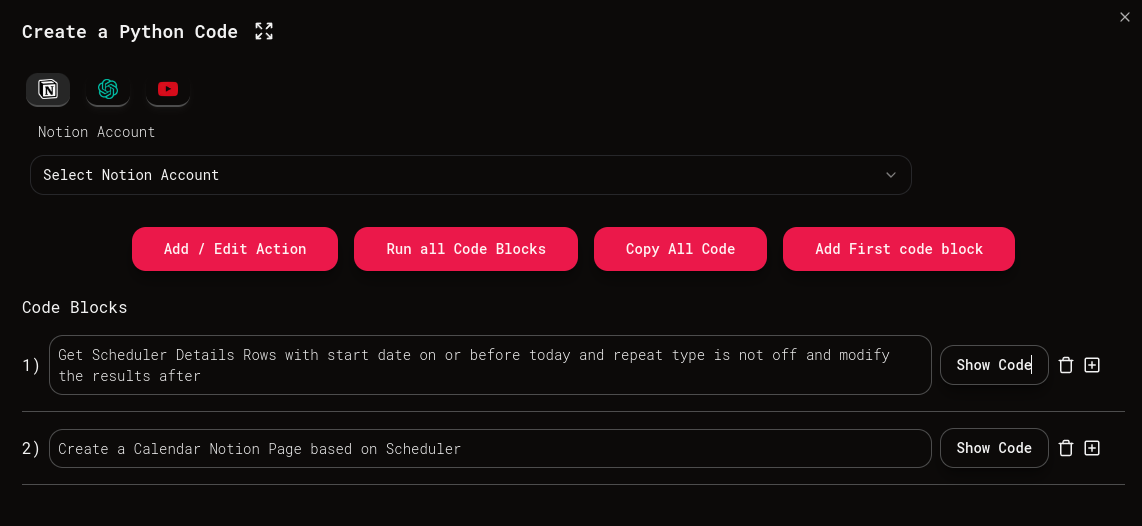 Create a Python Code
Notion Account
Select Notion Account
Add / Edit Action
Run all Code Blocks
Copy All Code
Add First code block
Code Blocks
1)
Get Scheduler Details Rows with start date on or before today and repeat type is not off and modify
the results after
Show Code
2)
Create a Calendar Notion Page based on Scheduler
Show Code